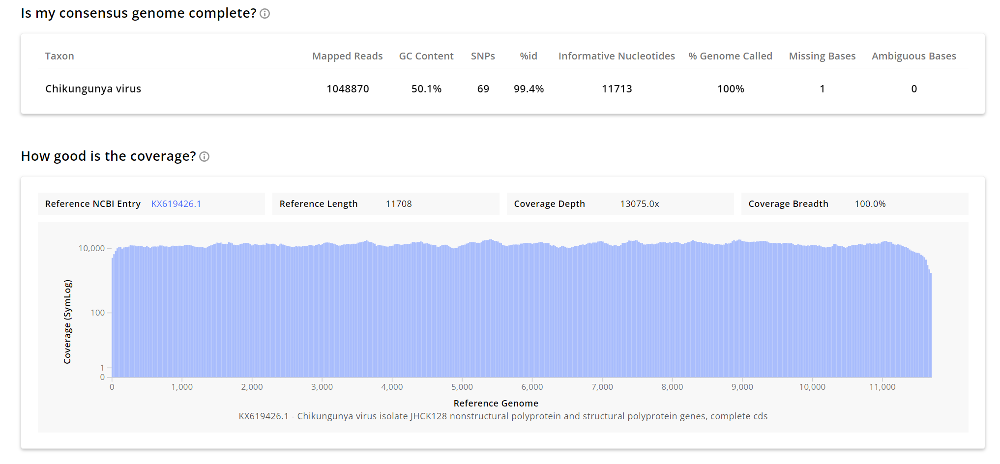 Is my consensus genome complete?
Taxon Mapped Reads GC Content SNPs %id Informative Nucleotides % Genome Called Missing Bases Ambiguous Bases
Chikungunya virus 1048870 50.1% 69 99.4% 11713 100% 1 0
How good is the coverage?
Reference NCBI Entry KX619426.1 Reference Length 11708 Coverage Depth 13075.0x Coverage Breadth 100.0%
Coverage (SymLog)
10,000
100
1
0
0 1,000 2,000 3,000 4,000 5,000 6,000 7,000 8,000 9,000 10,000 11,000
Reference Genome
KX619426.1 - Chikungunya virus isolate JHCK128 nonstructural polyprotein and structural polyprotein genes, complete cds